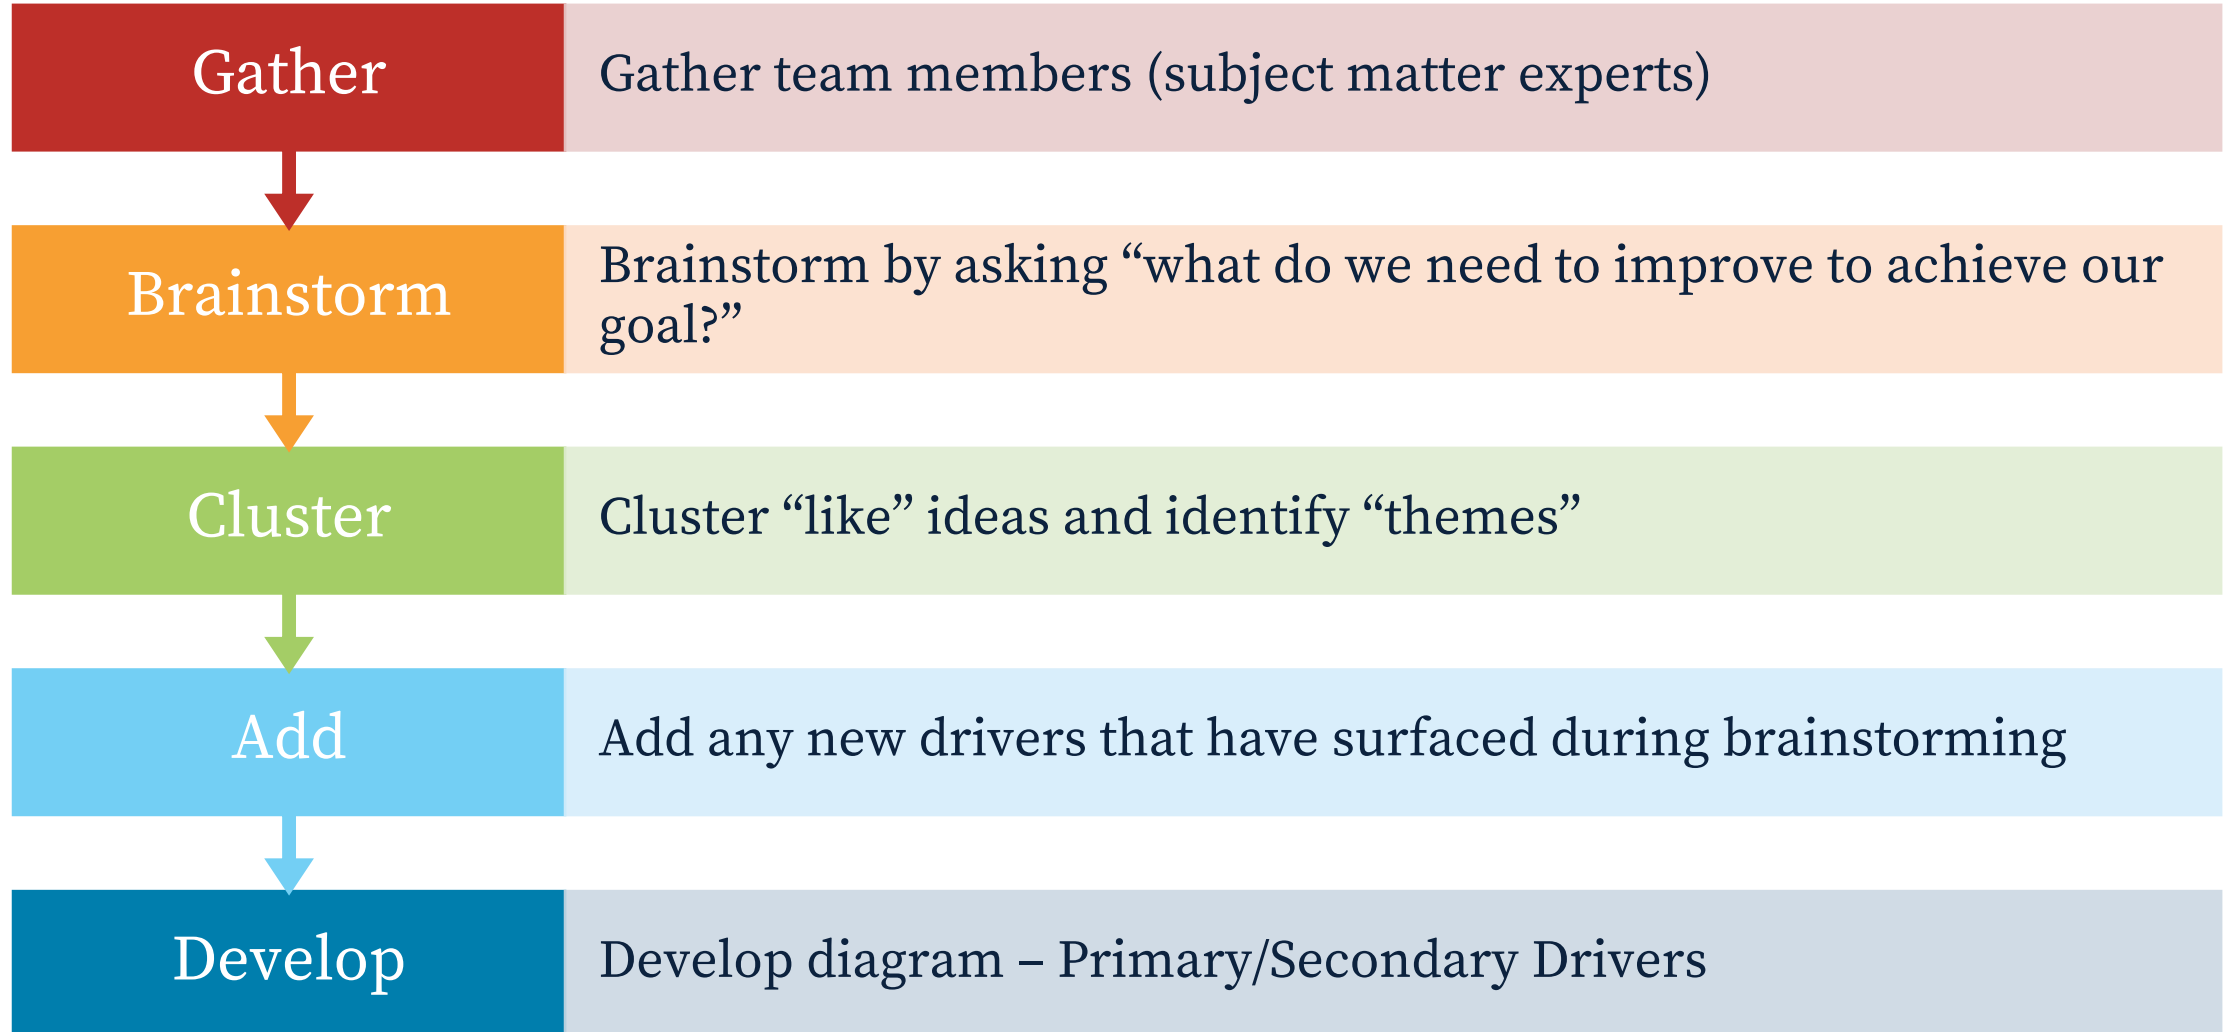 Gather
Gather team members (subject matter experts)
Brainstorm
Brainstorm by asking “what do we need to improve to achieve our
goal?”
Cluster
Cluster “like” ideas and identify “themes”
Add
Add any new drivers that have surfaced during brainstorming
Develop
Develop diagram – Primary/Secondary Drivers